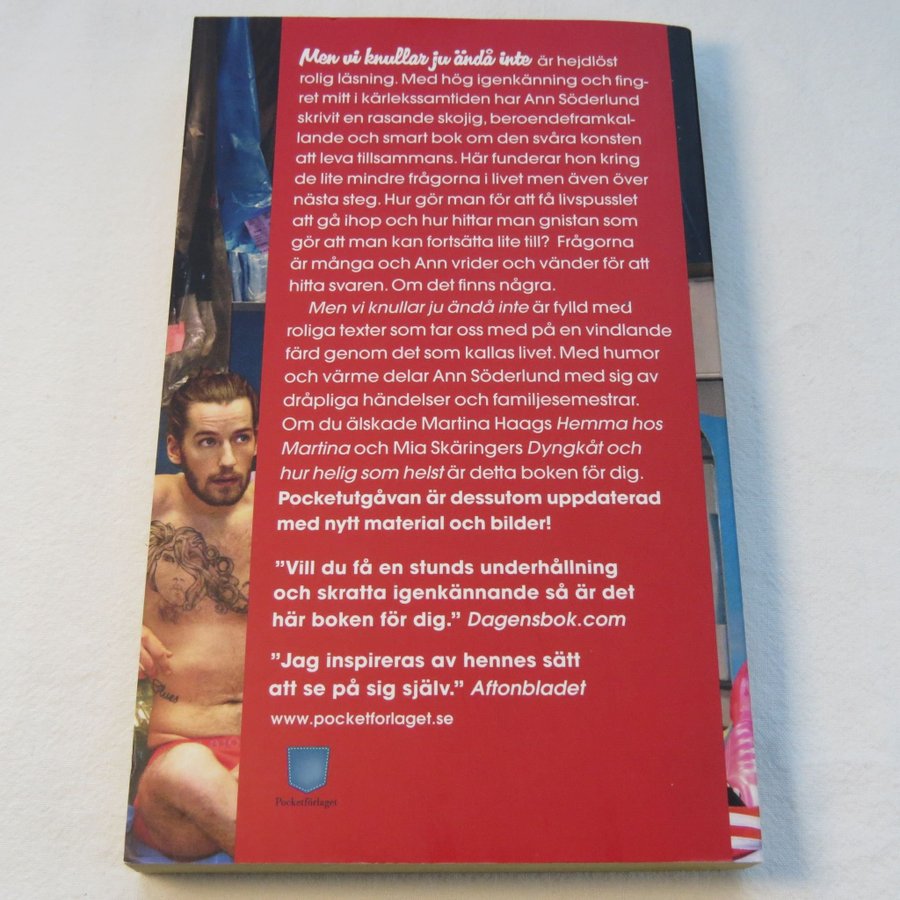 Men vi knullar ju ändå inte är hejdlöst
rolig läsning. Med hög igenkänning och fing-
ret mitt i kärlekssamtiden har Ann Söderlund
skrivit en rasande skojig, beroendeframkal-
lande och smart bok om den svåra konsten
att leva tillsammans. Här funderar hon kring
de lite mindre frågorna i livet men även över
nästa steg. Hur gör man för att få livspusslet
att gå ihop och hur hittar man gnistan som
gör att man kan fortsätta lite till? Frågorna
är många och Ann vrider och vänder för att
hitta svaren. Om det finns några.
Men vi knullar ju ändå inte är fylld med
roliga texter som tar oss med på en vindlande
färd genom det som kallas livet. Med humor
och värme delar Ann Söderlund med sig av
dråpliga händelser och familjesemestrar.
Om du älskade Martina Haags Hemma hos
Martina och Mia Skäringers Dyngkåt och
hur helig som helst är detta boken för dig.
Pocketutgåvan är dessutom uppdaterad
med nytt material och bilder!
”Vill du få en stunds underhållning
och skratta igenkännande så är det
här boken för dig.” Dagensbok.com
”Jag inspireras av hennes sätt
att se på sig själv.” Aftonbladet
www.pocketforlaget.se
Pocketförlaget